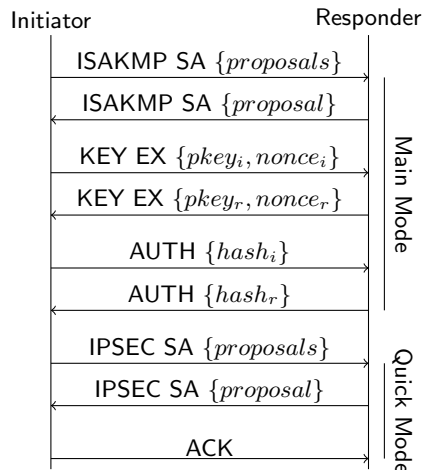 Initiator
Responder
ISAKMP SA {proposals}
ISAKMP SA {proposal}
KEY EX {pkey_i, nonce_i}
KEY EX {pkey_r, nonce_r}
AUTH {hash_i}
AUTH {hash_r}
Main Mode
IPSEC SA {proposals}
IPSEC SA {proposal}
ACK
Quick Mode